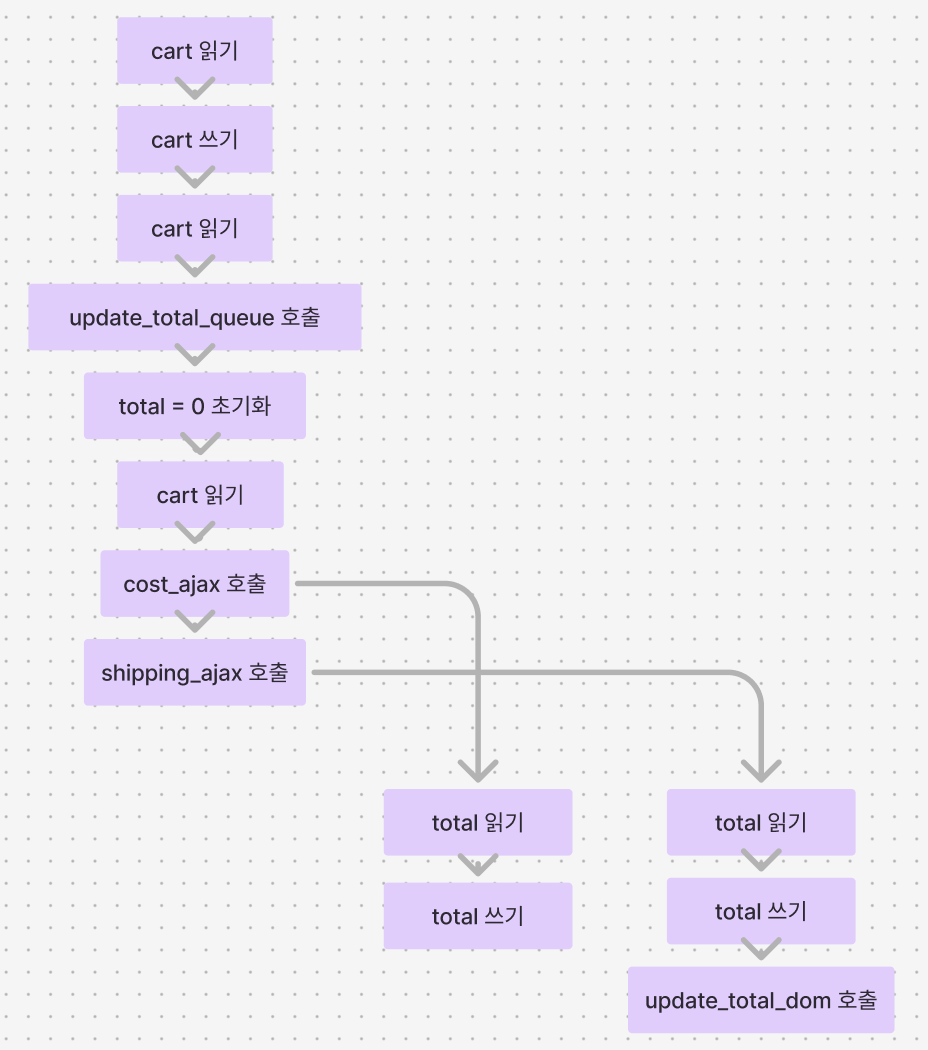 cart 읽기
cart 쓰기
cart 읽기
update_total_queue 호출
total = 0 초기화
cart 읽기
cost_ajax 호출
shipping_ajax 호출
total 읽기
total 쓰기
total 읽기
total 쓰기
update_total_dom 호출